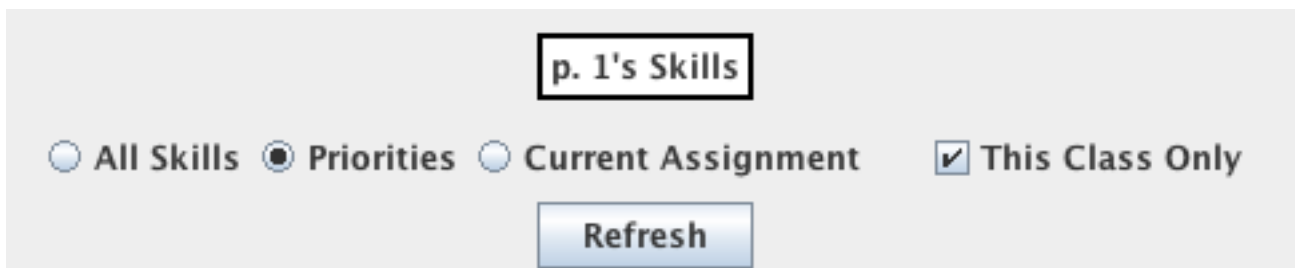 p. 1's Skills
All Skills Priorities Current Assignment This Class Only
Refresh